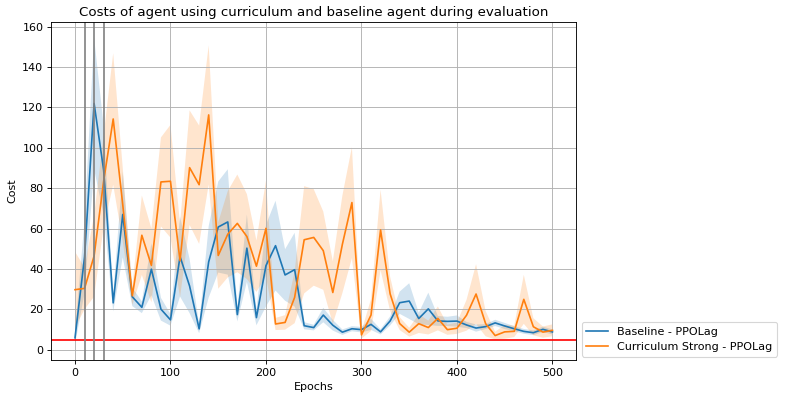 Costs of agent using curriculum and baseline agent during evaluation
160
140
120
100
80
60
40
20
0
Cost
0 100 200 300 400 500
Epochs
Baseline - PPOLag
Curriculum Strong - PPOLag